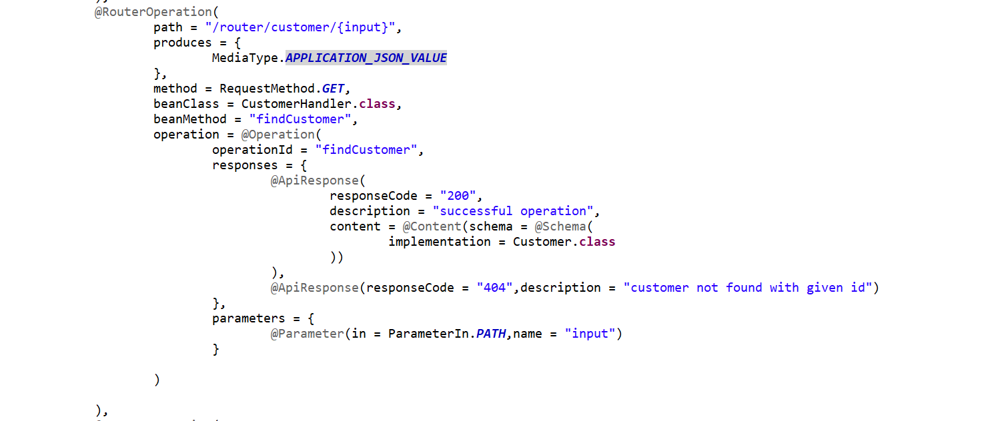 @RouterOperation(
path = "/router/customer/{input}",
produces = {
MediaType.APPLICATION_JSON_VALUE
},
method = RequestMethod.GET,
beanClass = CustomerHandler.class,
beanMethod = "findCustomer",
operation = @Operation(
operationId = "findCustomer",
responses = {
@ApiResponse(
responseCode = "200",
description = "successful operation",
content = @Content(schema = @Schema(
implementation = Customer.class
))
),
@ApiResponse(responseCode = "404",description = "customer not found with given id")
},
parameters = {
@Parameter(in = ParameterIn.PATH,name = "input")
}
)
),